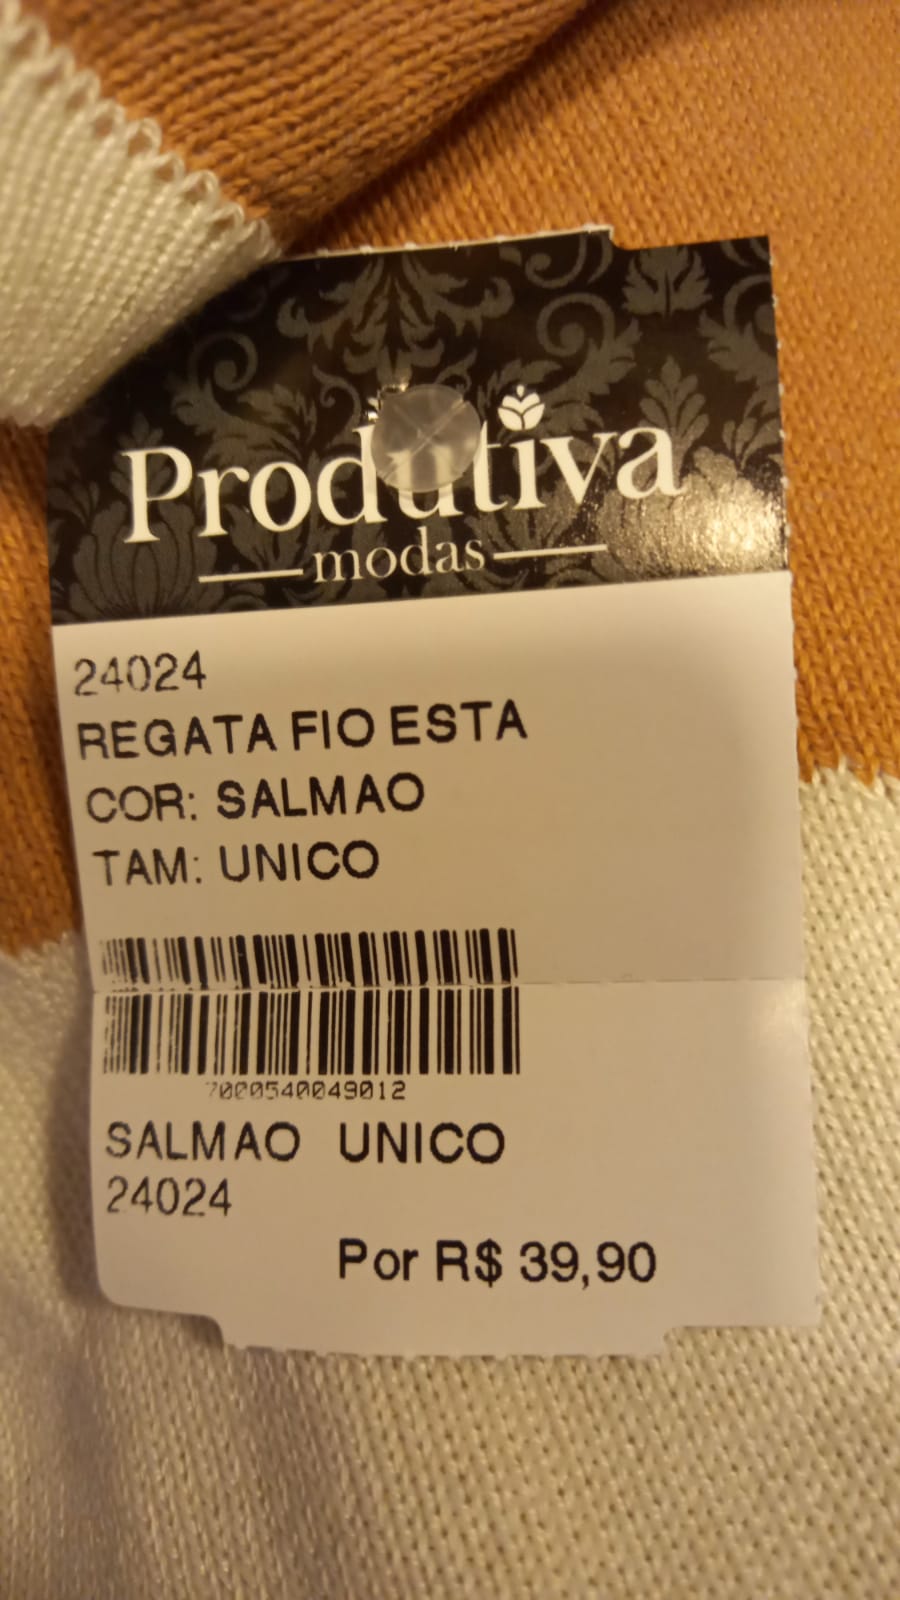 Produtiva
modas
24024
REGATA FIO ESTA
COR: SALMAO
TAM: UNICO
7000540049012
SALMAO UNICO
24024
Por R$ 39,90